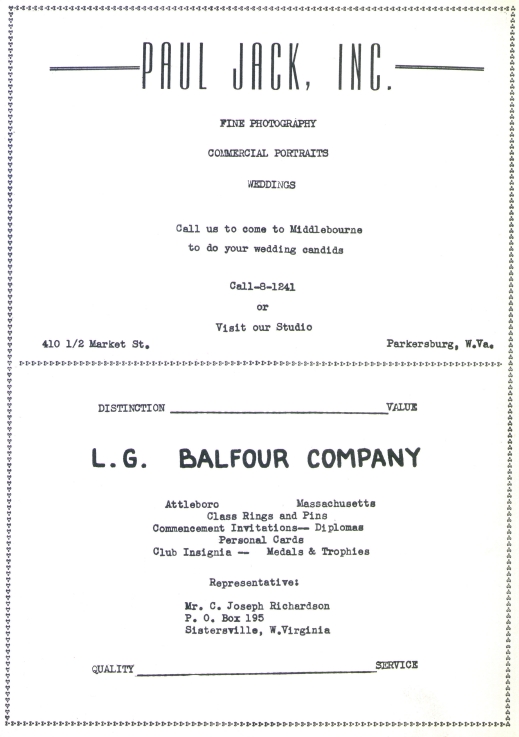 PAUL JACK, INC.
FINE PHOTOGRAPHY
COMMERCIAL PORTRAITS
WEDDINGS
Call us to come to Middlebourne
to do your wedding candids
Call-8-1241
or
Visit our Studio
410 1/2 Market St. Parkersburg, W.Va.
DISTINCTION VALUE
L.G. BALFOUR COMPANY
Attleboro Massachusetts
Class Rings and Pins
Commencement Invitations-- Diplomas
Personal Cards
Club Insignia -- Medals & Trophies
Representative:
Mr. C. Joseph Richardson
P. O. Box 195
Sistersville, W.Virginia
QUALITY SERVICE